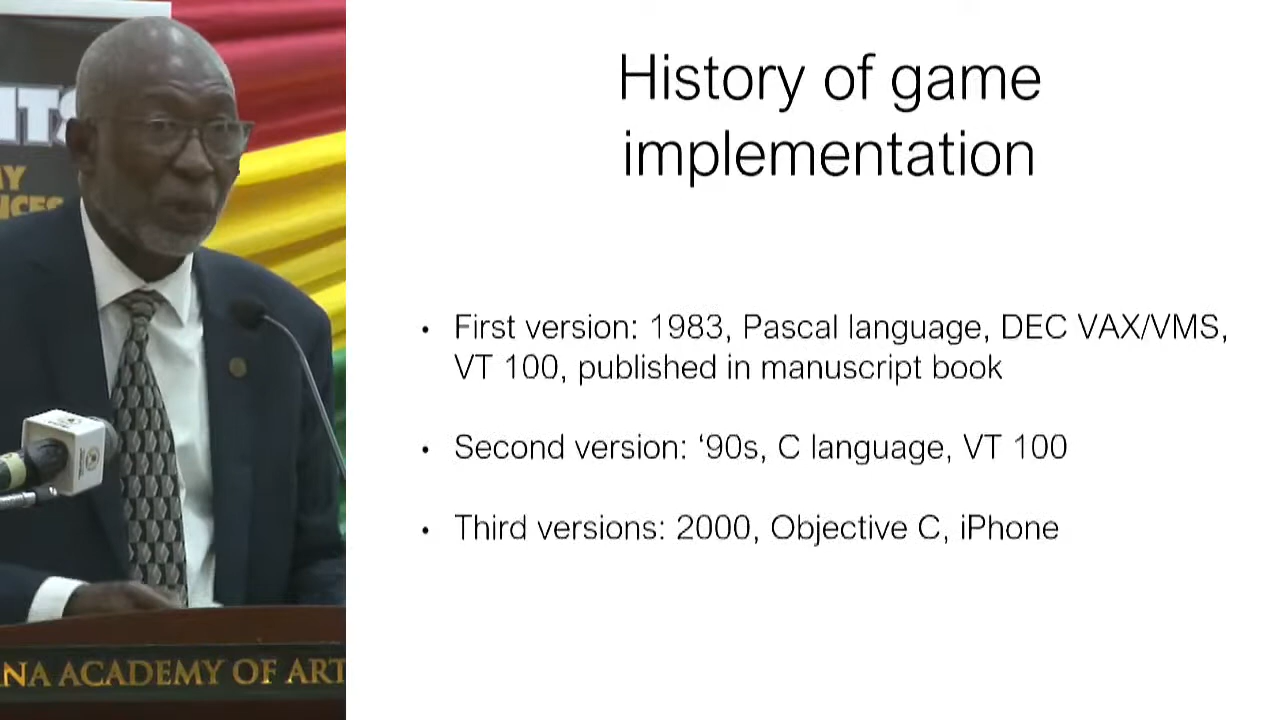 History of game
implementation
• First version: 1983, Pascal language, DEC VAX/VMS,
VT 100, published in manuscript book
• Second version: ‘90s, C language, VT 100
• Third versions: 2000, Objective C, iPhone
NA ACADEMY OF ART